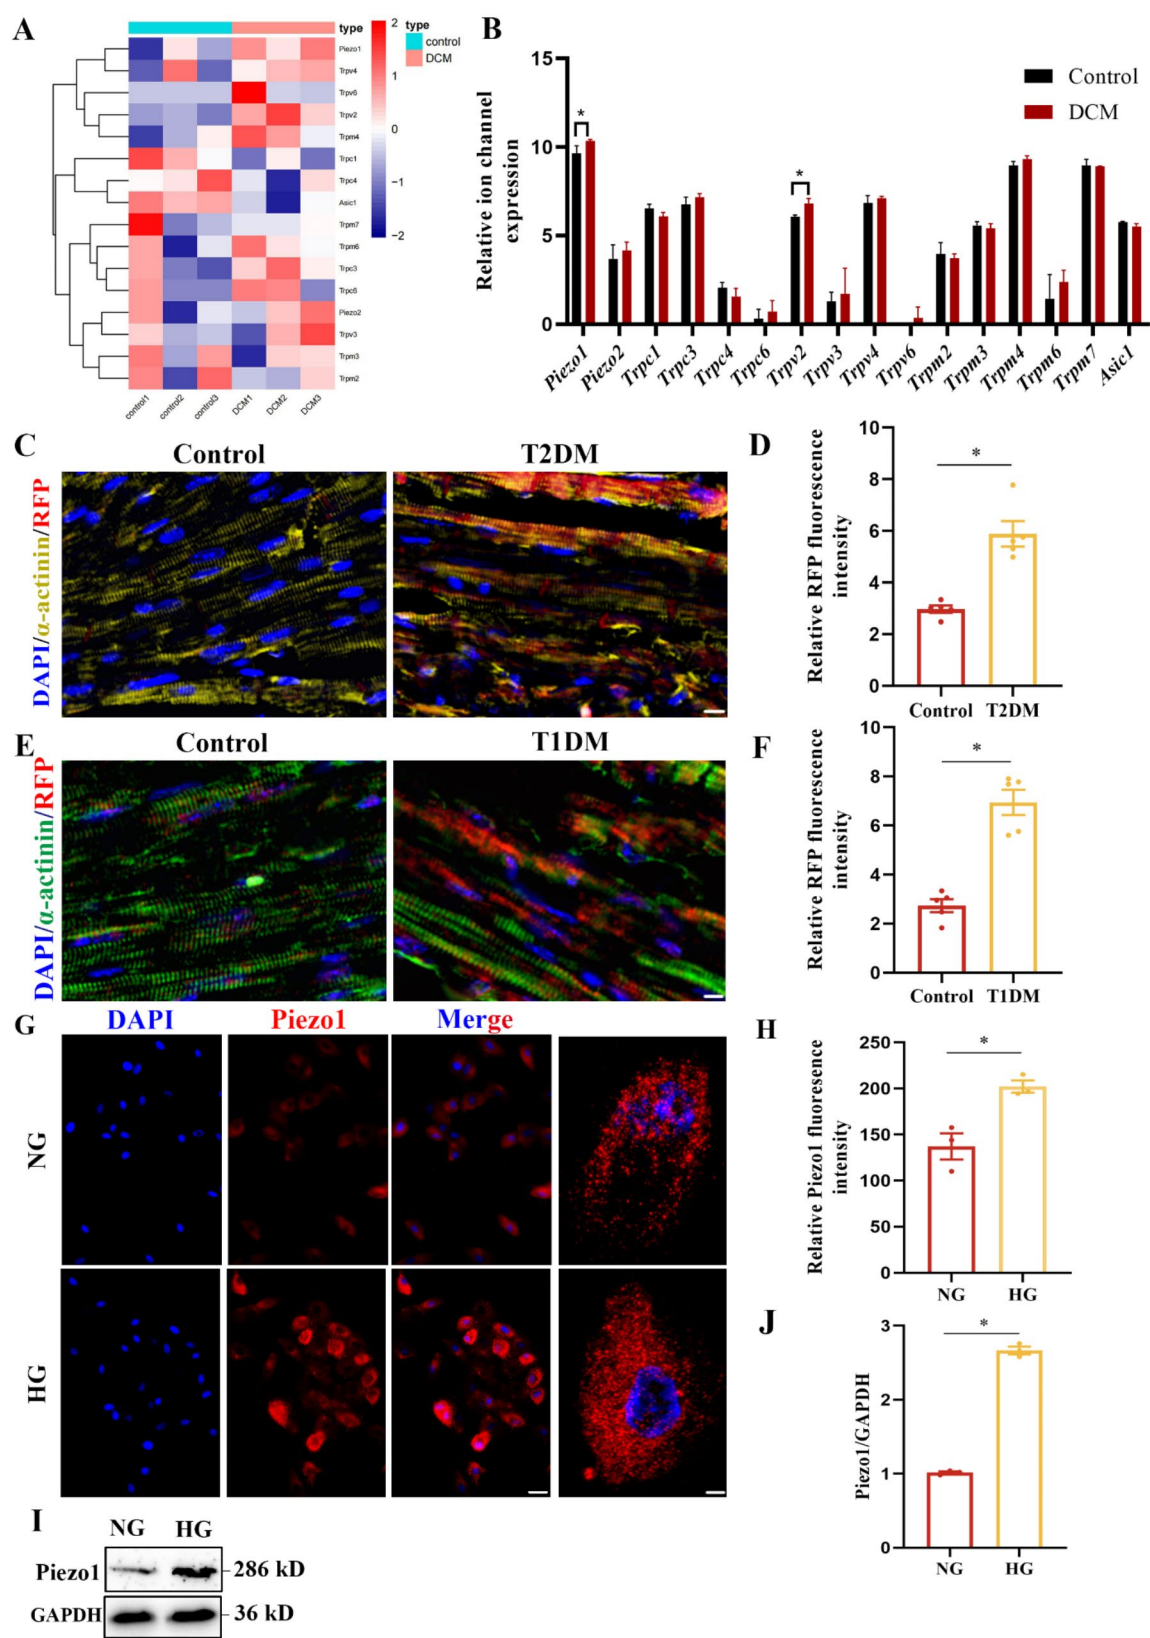 A
type
Piezo1
Trpv4
Trpv6
Trpv2
Trpm4
Trpc1
Trpc4
Asic1
Trpm7
Trpm6
Trpc3
Trpc6
Piezo2
Trpv3
Trpm3
Trpm2
control1
control2
control3
DCM1
DCM2
DCM3
2
1
0
−1
−2
type
control
DCM
B
Relative ion channel
expression
15
10
5
0
*
*
Control
DCM
Piezo1
Piezo2
Trpc1
Trpc3
Trpc4
Trpc6
Trpv2
Trpv3
Trpv4
Trpv6
Trpm2
Trpm3
Trpm4
Trpm6
Trpm7
Asic1
C
Control
T2DM
DAPI/α-actinin/RFP
D
Relative RFP fluorescence
intensity
10
8
6
4
2
0
*
Control
T2DM
E
Control
T1DM
DAPI/α-actinin/RFP
F
Relative RFP fluorescence
intensity
10
8
6
4
2
0
*
Control
T1DM
G
DAPI
Piezo1
Merge
NG
HG
H
Relative Piezo1 fluoresence
intensity
250
200
150
100
50
0
*
NG
HG
I
NG
HG
Piezo1
286 kD
GAPDH
36 kD
J
Piezo1/GAPDH
3
2
1
0
*
NG
HG